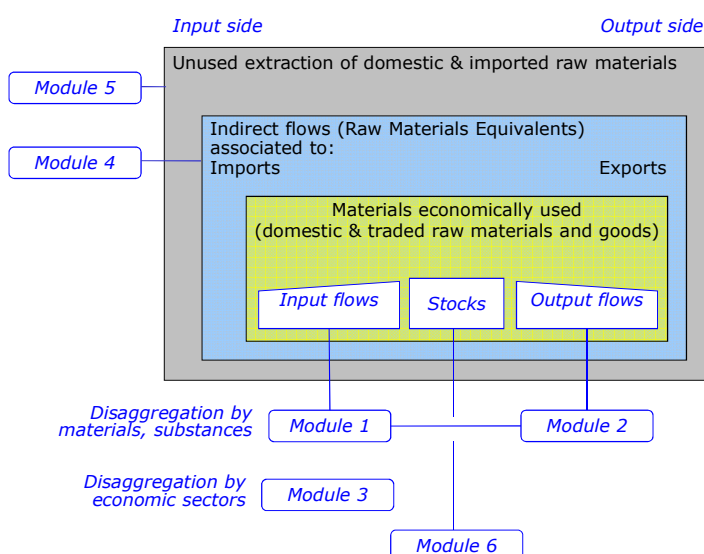 Input side
Output side
Unused extraction of domestic & imported raw materials
Module 5
Indirect flows (Raw Materials Equivalents)
associated to:
Imports
Exports
Module 4
Materials economically used
(domestic & traded raw materials and goods)
Input flows
Stocks
Output flows
Disaggregation by
materials, substances
Module 1
Module 2
Disaggregation by
economic sectors
Module 3
Module 6